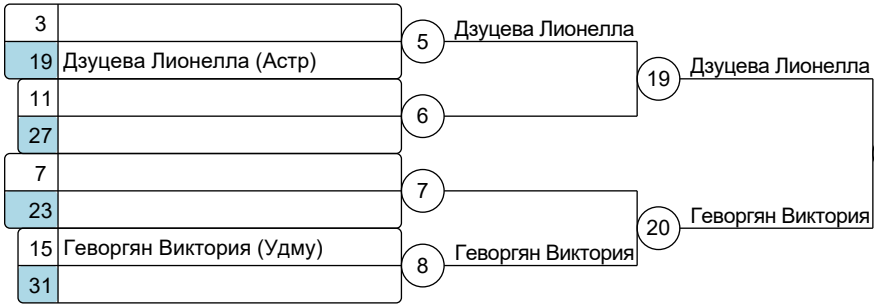 3
19 Дзуцева Лионелла (Астр)
5 Дзуцева Лионелла
11
27
6
19 Дзуцева Лионелла
7
23
7
15 Геворгян Виктория (Удму)
31
8 Геворгян Виктория
20 Геворгян Виктория